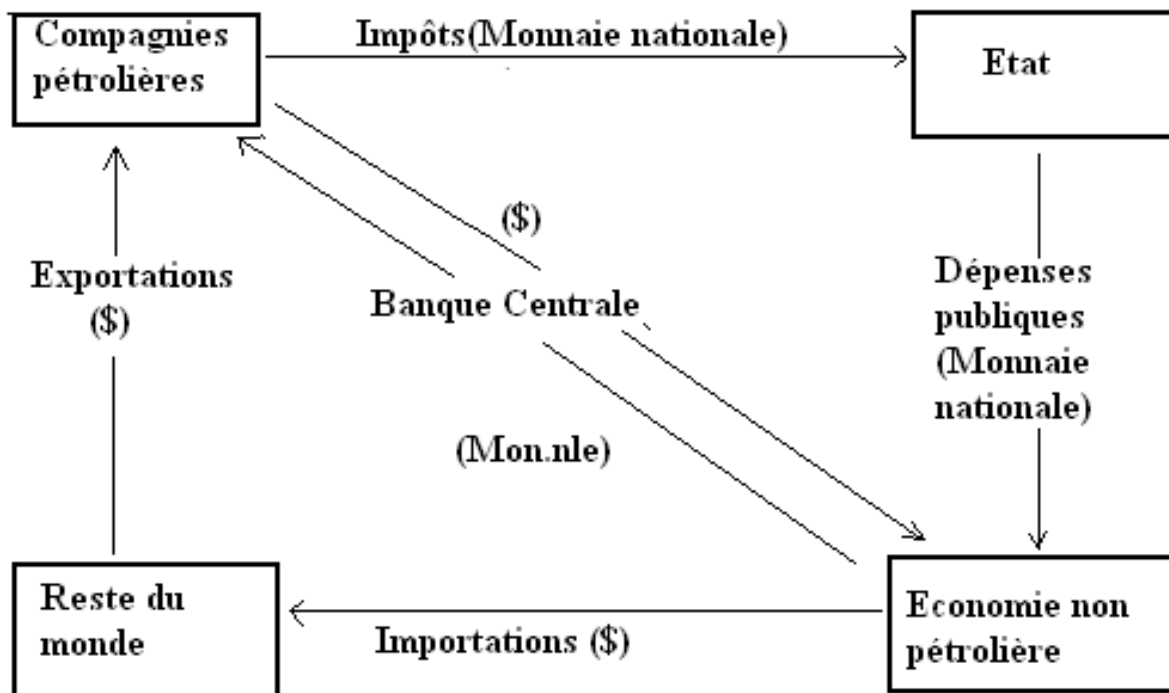 Compagnies
pétrolières
Impôts(Monnaie nationale)
Etat
($)
Exportations
($)
Banque Centrale
Dépenses
publiques
(Monnaie
nationale)
(Mon.nle)
Reste du
monde
Importations ($)
Economie non
pétrolière